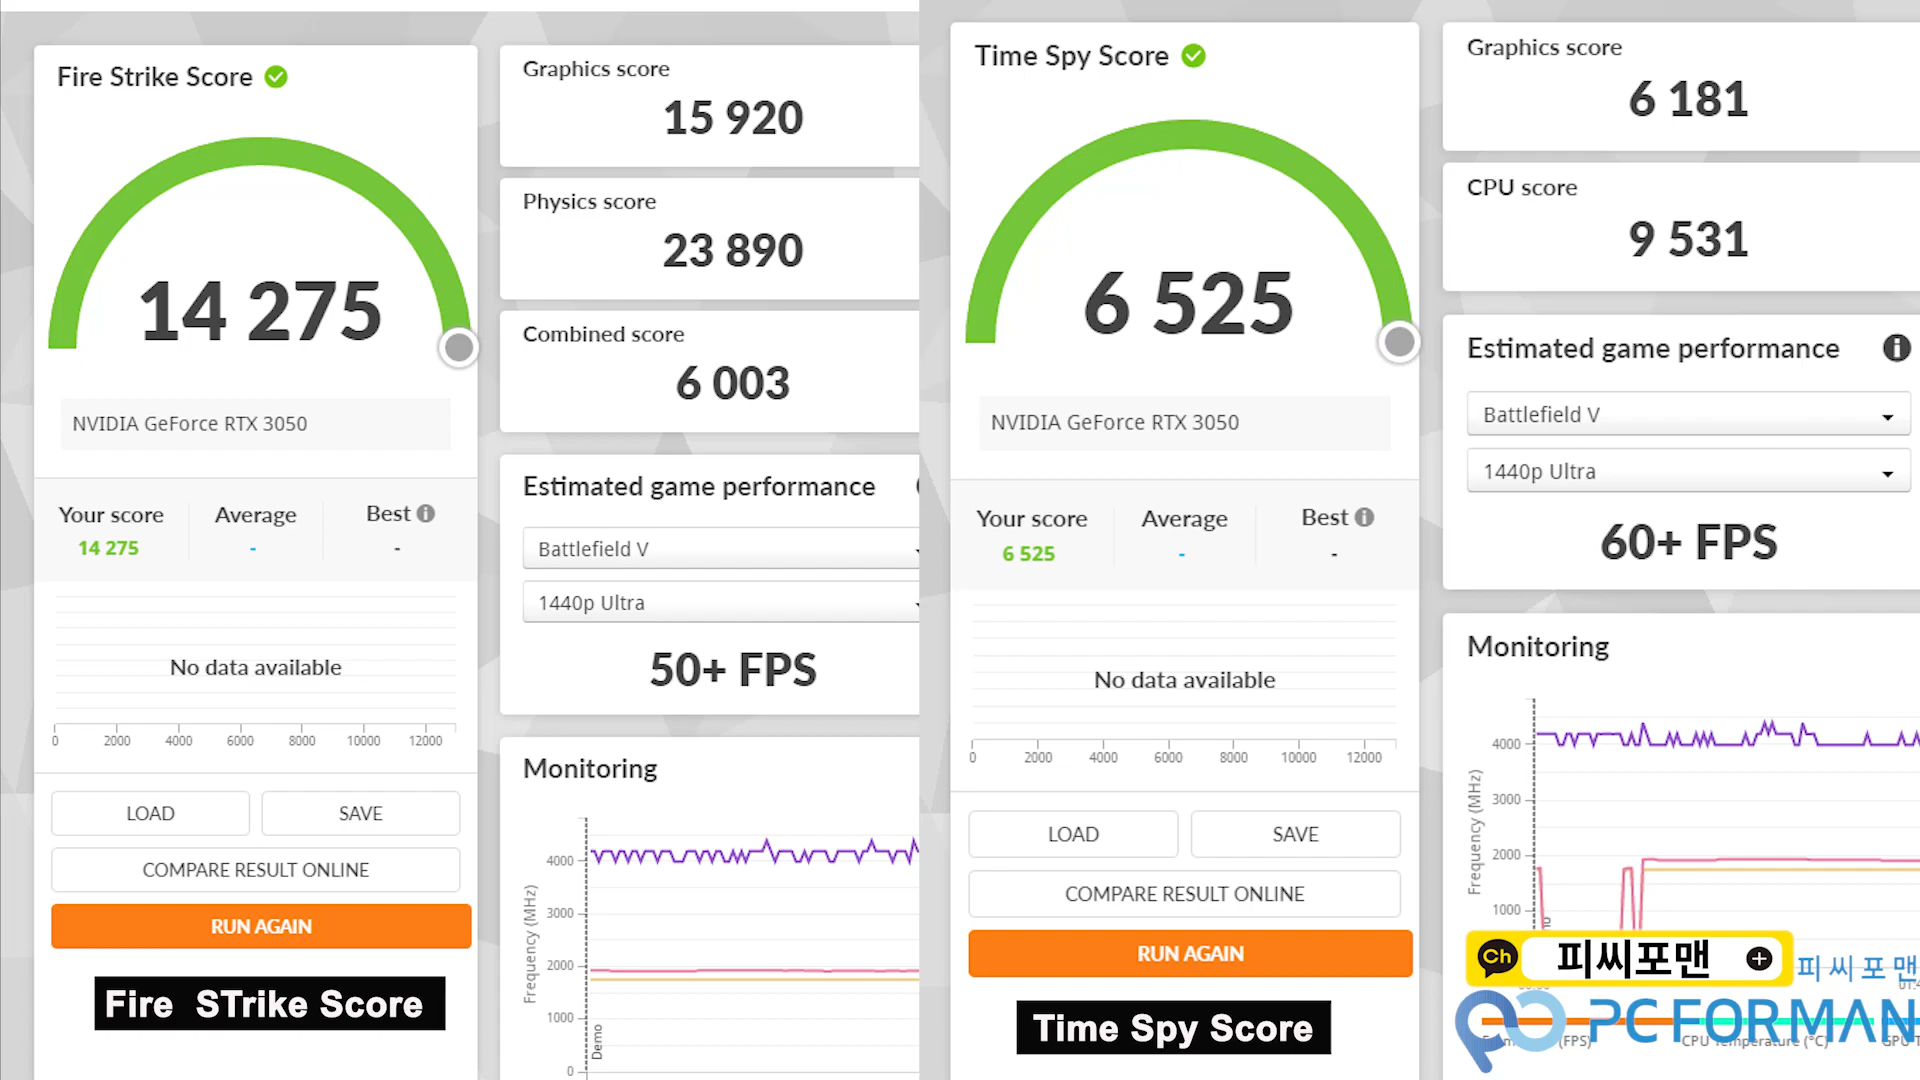 Fire Strike Score
14 275
NVIDIA GeForce RTX 3050
Your score
Average
Best
14 275
-
-
No data available
0 2000 4000 6000 8000 10000 12000
LOAD
SAVE
COMPARE RESULT ONLINE
RUN AGAIN
Fire STrike Score
Graphics score
15 920
Physics score
23 890
Combined score
6 003
Estimated game performance
Battlefield V
1440p Ultra
50+ FPS
Monitoring
4000
3000
2000
1000
0
Frequency (MHz)
Demo
Time Spy Score
6 525
NVIDIA GeForce RTX 3050
Your score
Average
Best
6 525
-
-
No data available
0 2000 4000 6000 8000 10000 12000
LOAD
SAVE
COMPARE RESULT ONLINE
RUN AGAIN
Time Spy Score
Graphics score
6 181
CPU score
9 531
Estimated game performance
Battlefield V
1440p Ultra
60+ FPS
Monitoring
4000
3000
2000
1000
Frequency (MHz)
Ch 피씨포맨
피씨포맨
PCFORMAN
(FPS)
CPU Temperature (°C)
GPU